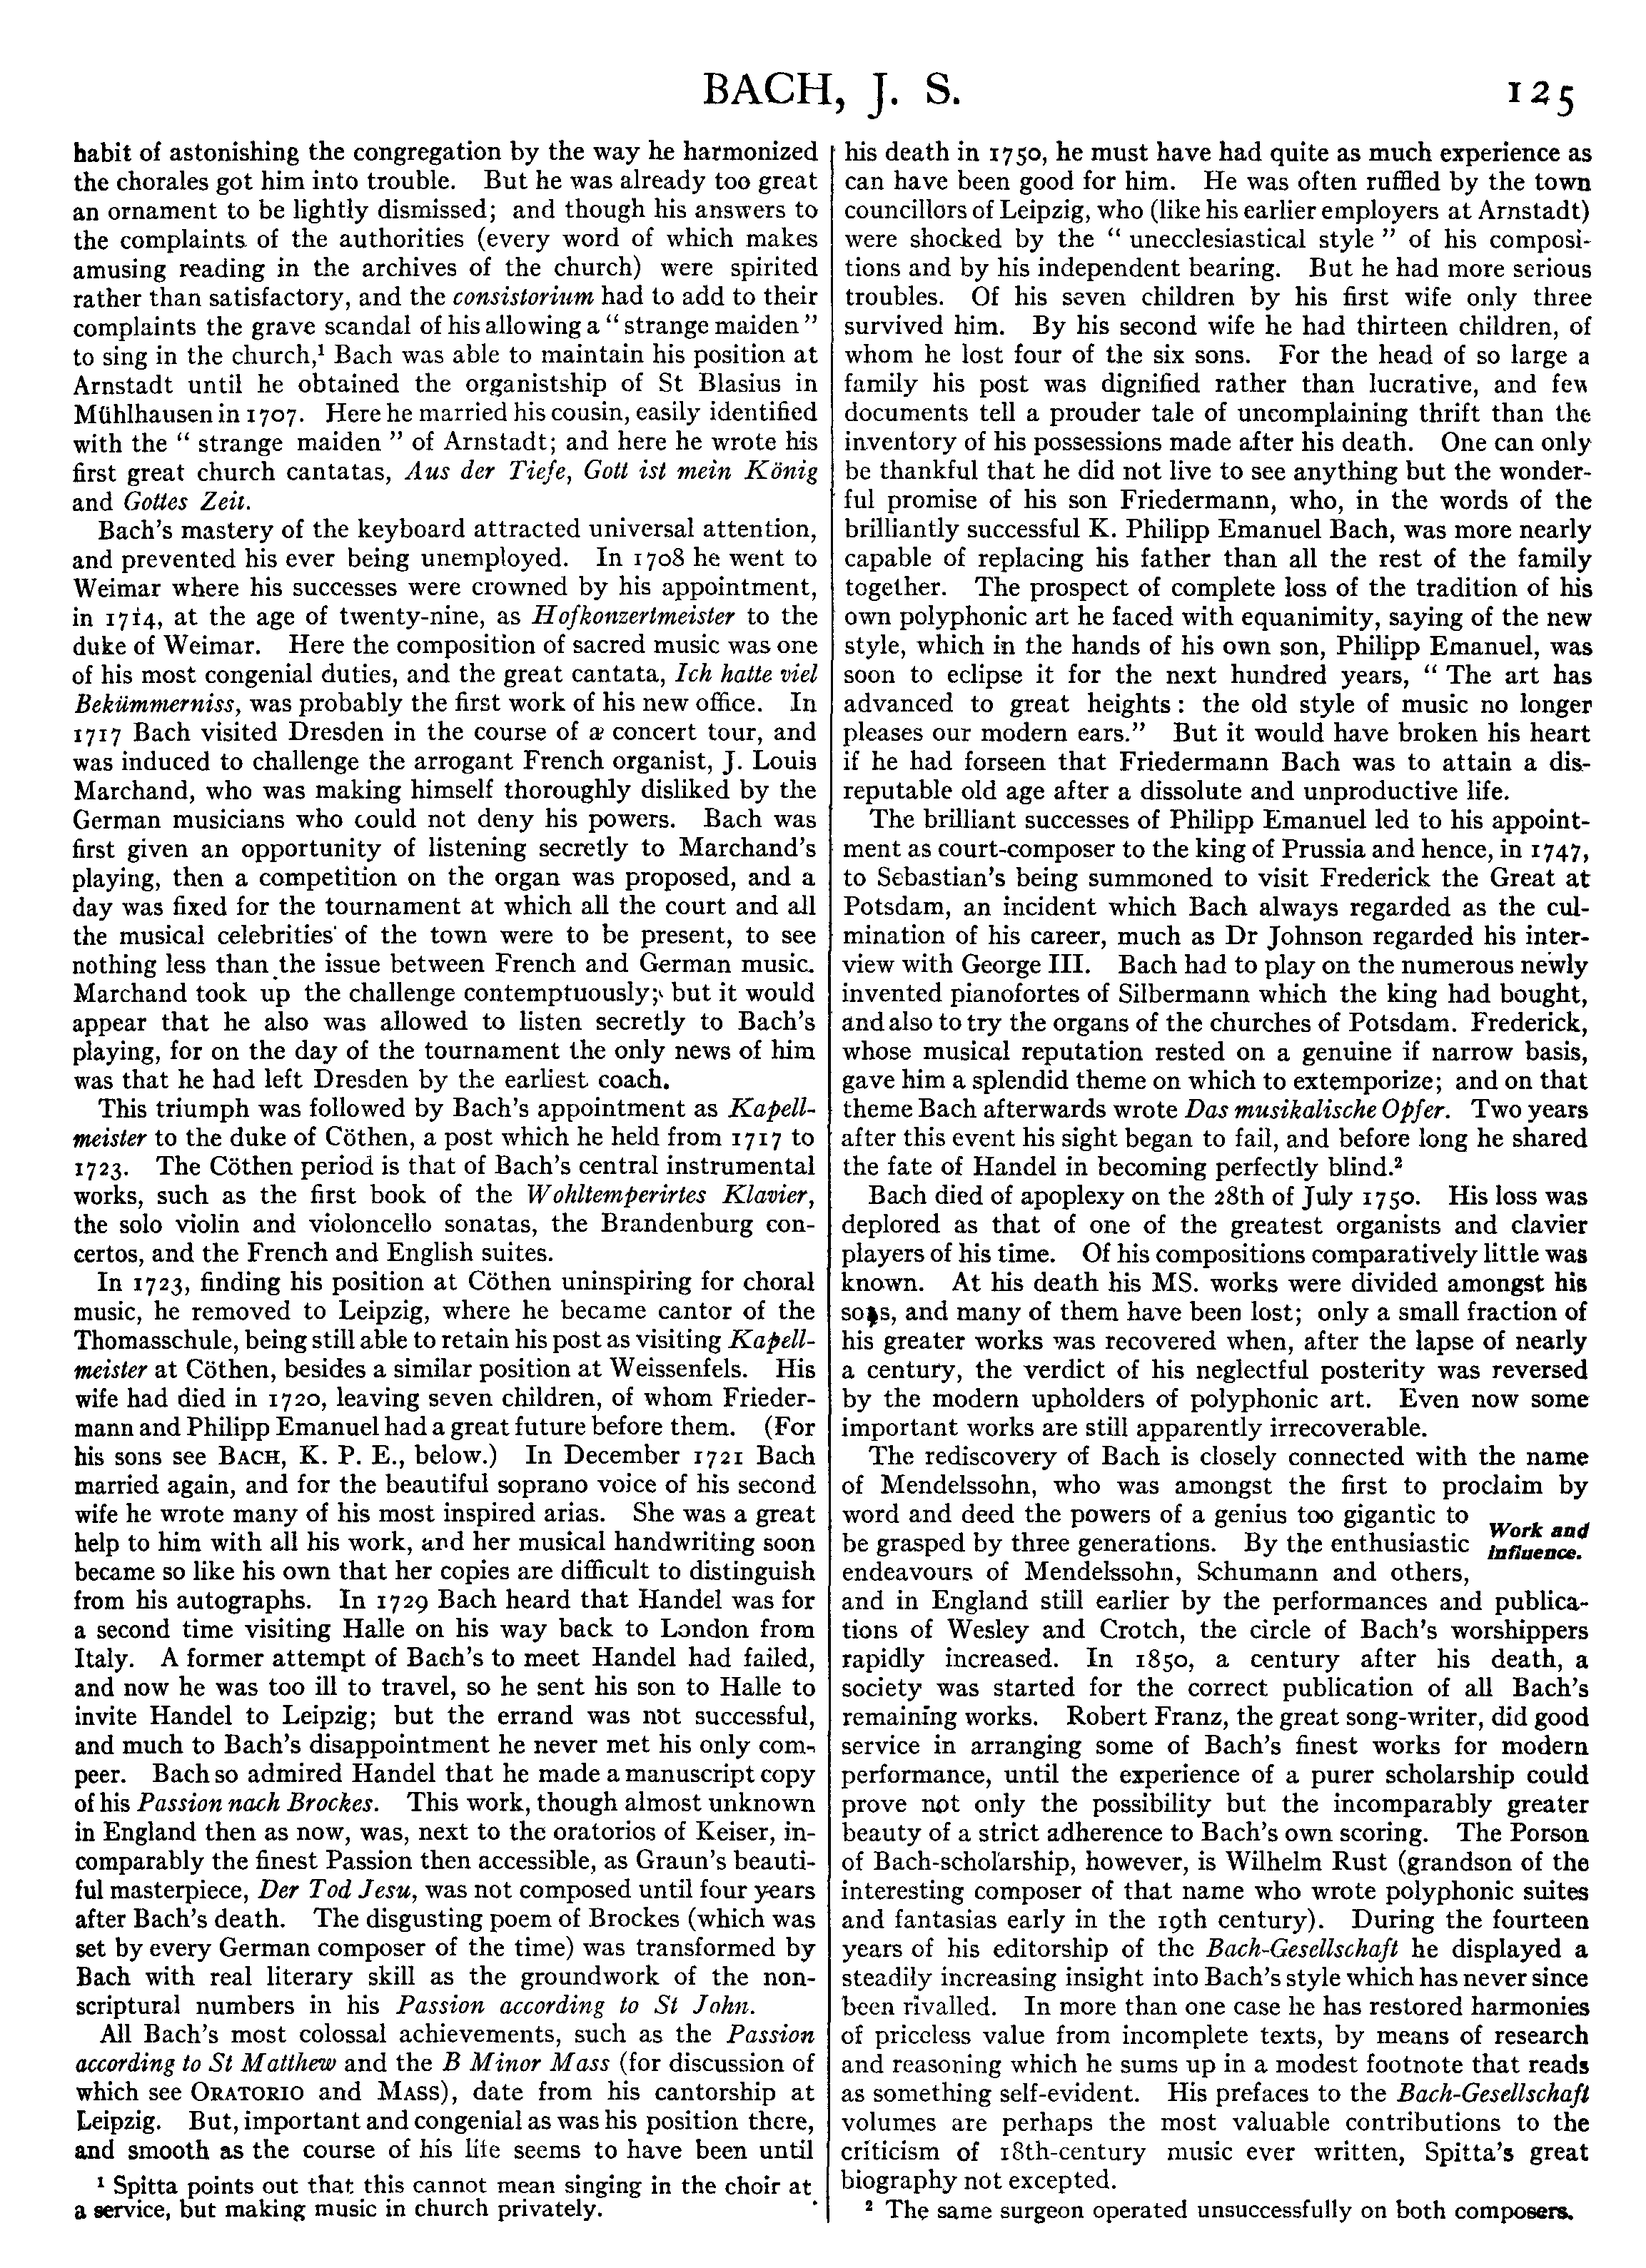 BACH, J. S.
125
habit of astonishing the congregation by the way he harmonized
the chorales got him into trouble. But he was already too great
an ornament to be lightly dismissed; and though his answers to
the complaints of the authorities (every word of which makes
amusing reading in the archives of the church) were spirited
rather than satisfactory, and the consistorium had to add to their
complaints the grave scandal of his allowing a “ strange maiden ”
to sing in the church,¹ Bach was able to maintain his position at
Arnstadt until he obtained the organistship of St Blasius in
Mühlhausen in 1707. Here he married his cousin, easily identified
with the “ strange maiden ” of Arnstadt; and here he wrote his
first great church cantatas, Aus der Tiefe, Gott ist mein König
and Gottes Zeit.
Bach’s mastery of the keyboard attracted universal attention,
and prevented his ever being unemployed. In 1708 he went to
Weimar where his successes were crowned by his appointment,
in 1714, at the age of twenty-nine, as Hofkonzertmeister to the
duke of Weimar. Here the composition of sacred music was one
of his most congenial duties, and the great cantata, Ich hatte viel
Bekümmerniss, was probably the first work of his new office. In
1717 Bach visited Dresden in the course of a concert tour, and
was induced to challenge the arrogant French organist, J. Louis
Marchand, who was making himself thoroughly disliked by the
German musicians who could not deny his powers. Bach was
first given an opportunity of listening secretly to Marchand’s
playing, then a competition on the organ was proposed, and a
day was fixed for the tournament at which all the court and all
the musical celebrities of the town were to be present, to see
nothing less than the issue between French and German music.
Marchand took up the challenge contemptuously; but it would
appear that he also was allowed to listen secretly to Bach’s
playing, for on the day of the tournament the only news of him
was that he had left Dresden by the earliest coach.
This triumph was followed by Bach’s appointment as Kapell-
meister to the duke of Cöthen, a post which he held from 1717 to
1723. The Cöthen period is that of Bach’s central instrumental
works, such as the first book of the Wohltemperirtes Klavier,
the solo violin and violoncello sonatas, the Brandenburg con-
certos, and the French and English suites.
In 1723, finding his position at Cöthen uninspiring for choral
music, he removed to Leipzig, where he became cantor of the
Thomasschule, being still able to retain his post as visiting Kapell-
meister at Cöthen, besides a similar position at Weissenfels. His
wife had died in 1720, leaving seven children, of whom Frieder-
mann and Philipp Emanuel had a great future before them. (For
his sons see BACH, K. P. E., below.) In December 1721 Bach
married again, and for the beautiful soprano voice of his second
wife he wrote many of his most inspired arias. She was a great
help to him with all his work, and her musical handwriting soon
became so like his own that her copies are difficult to distinguish
from his autographs. In 1729 Bach heard that Handel was for
a second time visiting Halle on his way back to London from
Italy. A former attempt of Bach’s to meet Handel had failed,
and now he was too ill to travel, so he sent his son to Halle to
invite Handel to Leipzig; but the errand was not successful,
and much to Bach’s disappointment he never met his only com-
peer. Bach so admired Handel that he made a manuscript copy
of his Passion nach Brockes. This work, though almost unknown
in England then as now, was, next to the oratorios of Keiser, in-
comparably the finest Passion then accessible, as Graun’s beauti-
ful masterpiece, Der Tod Jesu, was not composed until four years
after Bach’s death. The disgusting poem of Brockes (which was
set by every German composer of the time) was transformed by
Bach with real literary skill as the groundwork of the non-
scriptural numbers in his Passion according to St John.
All Bach’s most colossal achievements, such as the Passion
according to St Matthew and the B Minor Mass (for discussion of
which see ORATORIO and MASS), date from his cantorship at
Leipzig. But, important and congenial as was his position there,
and smooth as the course of his life seems to have been until
¹ Spitta points out that this cannot mean singing in the choir at
a service, but making music in church privately.
his death in 1750, he must have had quite as much experience as
can have been good for him. He was often ruffled by the town
councillors of Leipzig, who (like his earlier employers at Arnstadt)
were shocked by the “ unecclesiastical style ” of his composi-
tions and by his independent bearing. But he had more serious
troubles. Of his seven children by his first wife only three
survived him. By his second wife he had thirteen children, of
whom he lost four of the six sons. For the head of so large a
family his post was dignified rather than lucrative, and few
documents tell a prouder tale of uncomplaining thrift than the
inventory of his possessions made after his death. One can only
be thankful that he did not live to see anything but the wonder-
ful promise of his son Friedermann, who, in the words of the
brilliantly successful K. Philipp Emanuel Bach, was more nearly
capable of replacing his father than all the rest of the family
together. The prospect of complete loss of the tradition of his
own polyphonic art he faced with equanimity, saying of the new
style, which in the hands of his own son, Philipp Emanuel, was
soon to eclipse it for the next hundred years, “ The art has
advanced to great heights : the old style of music no longer
pleases our modern ears.” But it would have broken his heart
if he had forseen that Friedermann Bach was to attain a dis-
reputable old age after a dissolute and unproductive life.
The brilliant successes of Philipp Emanuel led to his appoint-
ment as court-composer to the king of Prussia and hence, in 1747,
to Sebastian’s being summoned to visit Frederick the Great at
Potsdam, an incident which Bach always regarded as the cul-
mination of his career, much as Dr Johnson regarded his inter-
view with George III. Bach had to play on the numerous newly
invented pianofortes of Silbermann which the king had bought,
and also to try the organs of the churches of Potsdam. Frederick,
whose musical reputation rested on a genuine if narrow basis,
gave him a splendid theme on which to extemporize; and on that
theme Bach afterwards wrote Das musikalische Opfer. Two years
after this event his sight began to fail, and before long he shared
the fate of Handel in becoming perfectly blind.²
Bach died of apoplexy on the 28th of July 1750. His loss was
deplored as that of one of the greatest organists and clavier
players of his time. Of his compositions comparatively little was
known. At his death his MS. works were divided amongst his
sons, and many of them have been lost; only a small fraction of
his greater works was recovered when, after the lapse of nearly
a century, the verdict of his neglectful posterity was reversed
by the modern upholders of polyphonic art. Even now some
important works are still apparently irrecoverable.
The rediscovery of Bach is closely connected with the name
of Mendelssohn, who was amongst the first to proclaim by
word and deed the powers of a genius too gigantic to
be grasped by three generations. By the enthusiastic
endeavours of Mendelssohn, Schumann and others,
Work and
Influence.
and in England still earlier by the performances and publica-
tions of Wesley and Crotch, the circle of Bach’s worshippers
rapidly increased. In 1850, a century after his death, a
society was started for the correct publication of all Bach’s
remaining works. Robert Franz, the great song-writer, did good
service in arranging some of Bach’s finest works for modern
performance, until the experience of a purer scholarship could
prove not only the possibility but the incomparably greater
beauty of a strict adherence to Bach’s own scoring. The Porson
of Bach-scholarship, however, is Wilhelm Rust (grandson of the
interesting composer of that name who wrote polyphonic suites
and fantasias early in the 19th century). During the fourteen
years of his editorship of the Bach-Gesellschaft he displayed a
steadily increasing insight into Bach’s style which has never since
been rivalled. In more than one case he has restored harmonies
of priceless value from incomplete texts, by means of research
and reasoning which he sums up in a modest footnote that reads
as something self-evident. His prefaces to the Bach-Gesellschaft
volumes are perhaps the most valuable contributions to the
criticism of 18th-century music ever written, Spitta’s great
biography not excepted.
² The same surgeon operated unsuccessfully on both composers.